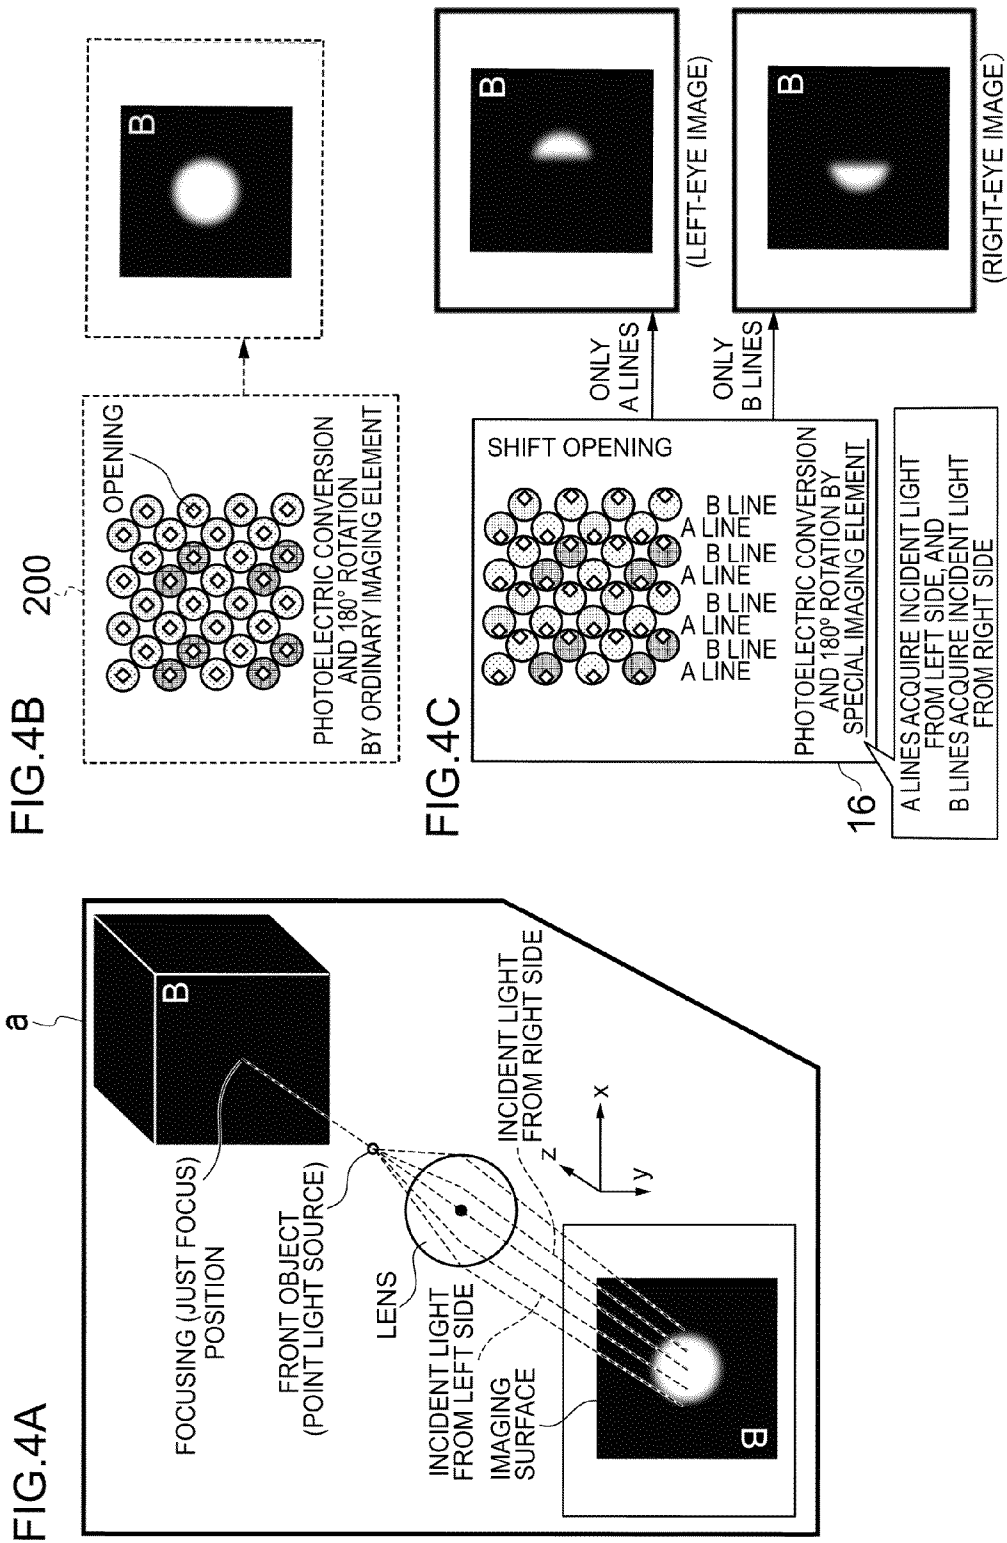 FIG.4A
a
B
FOCUSING (JUST FOCUS)
POSITION
FRONT OBJECT
(POINT LIGHT SOURCE)
LENS
INCIDENT LIGHT
FROM LEFT SIDE
INCIDENT LIGHT
FROM RIGHT SIDE
IMAGING
SURFACE
x
y
z
B
FIG.4B
200
OPENING
PHOTOELECTRIC CONVERSION
AND 180° ROTATION
BY ORDINARY IMAGING ELEMENT
B
FIG.4C
SHIFT OPENING
A LINE
B LINE
A LINE
B LINE
A LINE
B LINE
A LINE
B LINE
PHOTOELECTRIC CONVERSION
AND 180° ROTATION BY
SPECIAL IMAGING ELEMENT
16
A LINES ACQUIRE INCIDENT LIGHT
FROM LEFT SIDE, AND
B LINES ACQUIRE INCIDENT LIGHT
FROM RIGHT SIDE
ONLY
A LINES
B
(LEFT-EYE IMAGE)
ONLY
B LINES
B
(RIGHT-EYE IMAGE)